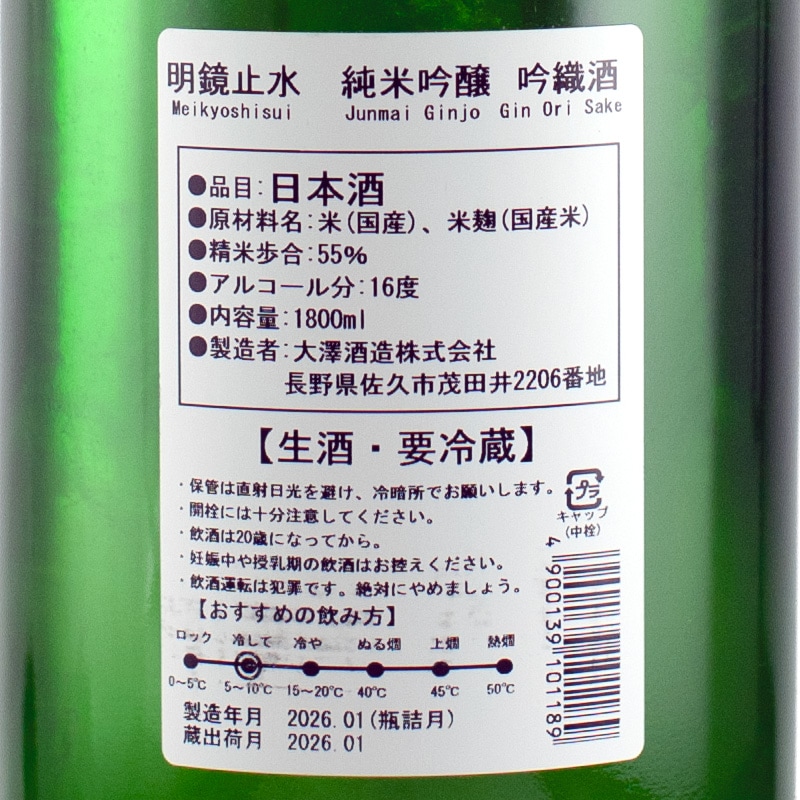 明鏡止水 純米吟醸 吟織酒
Meikyoshisui Junmai Ginjo Gin Ori Sake
●品目:日本酒
●原材料名:米(国産)、米麹(国産米)
●精米歩合:55%
●アルコール分:16度
●内容量:1800ml
●製造者:大澤酒造株式会社
長野県佐久市茂田井2206番地
【生酒・要冷蔵】
・保管は直射日光を避け、冷暗所でお願いします。
・開栓には十分注意してください。
・飲酒は20歳になってから。
・妊娠中や授乳期の飲酒はお控えください。
・飲酒運転は犯罪です。絶対にやめましょう。
プラ
キャップ
(中栓)
【おすすめの飲み方】
ロック 冷して 冷や ぬる燗 上燗 熱燗
0~5℃ 5~10℃ 15~20℃ 40℃ 45℃ 50℃
製造年月 2026.01(瓶詰月)
蔵出荷月 2026.01
4 900139 101189